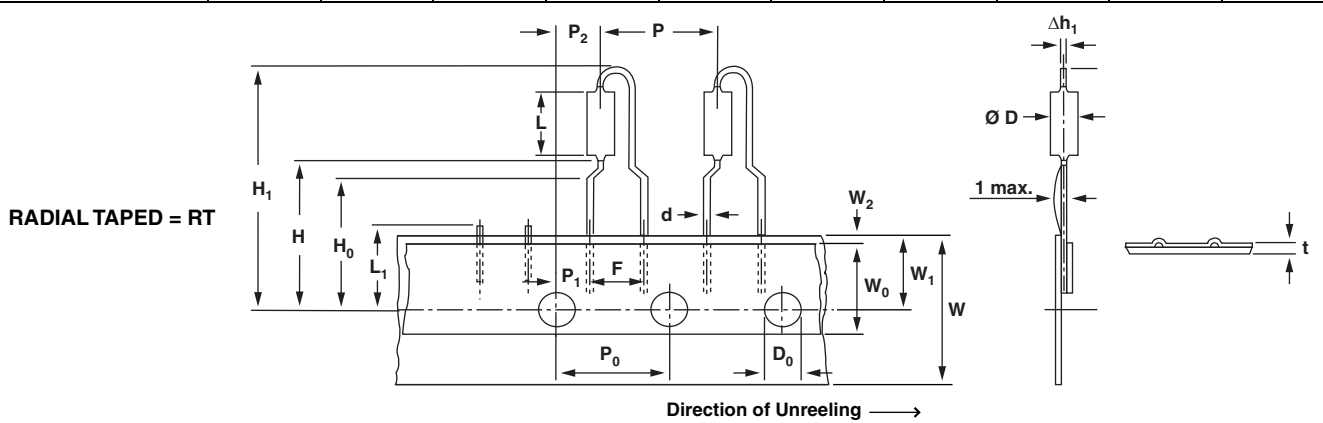 P₂
P
Δh₁
L
Ø D
H₁
H
H₀
1 max.
RADIAL TAPED = RT
d
W₂
L₁
P₁
F
W₀
W₁
W
t
P₀
D₀
Direction of Unreeling